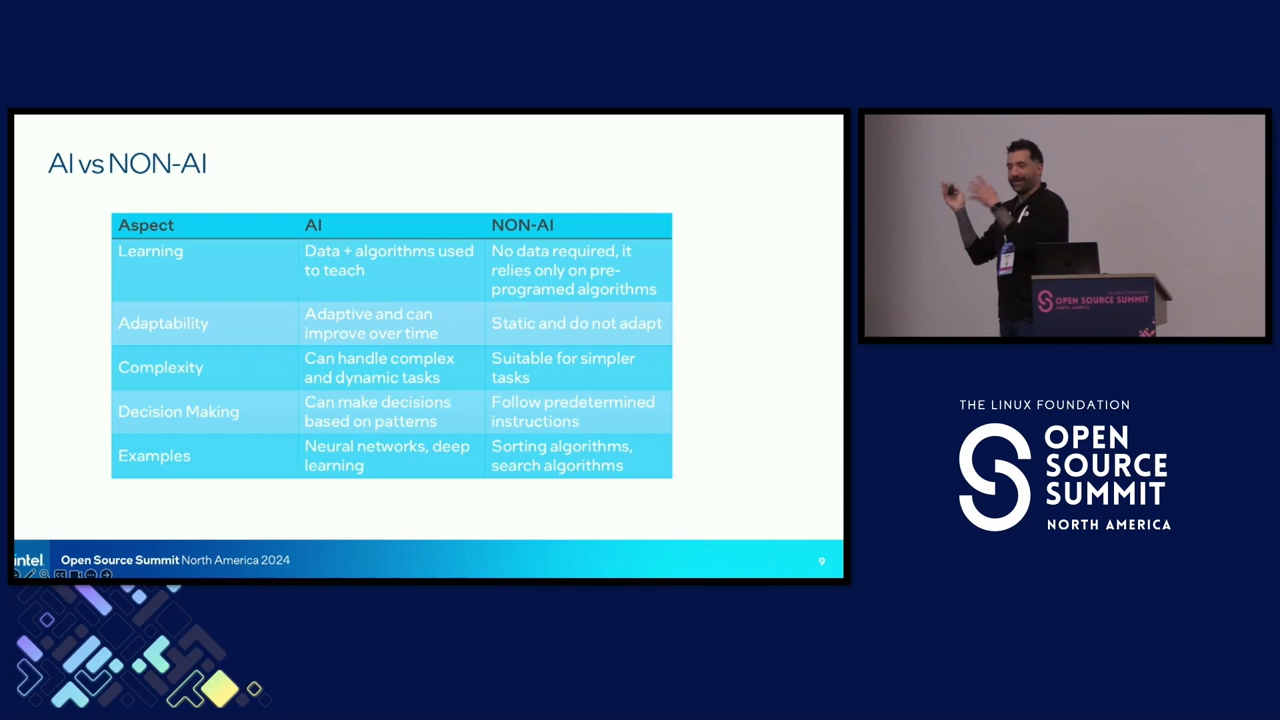 AI vs NON-AI
Aspect
AI
NON-AI
Learning
Data + algorithms used
to teach
No data required, it
relies only on pre-
programed algorithms
Adaptability
Adaptive and can
improve over time
Static and do not adapt
Complexity
Can handle complex
and dynamic tasks
Suitable for simpler
tasks
Decision Making
Can make decisions
based on patterns
Follow predetermined
instructions
Examples
Neural networks, deep
learning
Sorting algorithms,
search algorithms
intel
Open Source Summit North America 2024
9
OPEN SOURCE SUMMIT
NORTH AMERICA
THE LINUX FOUNDATION
OPEN
SOURCE
SUMMIT
NORTH AMERICA